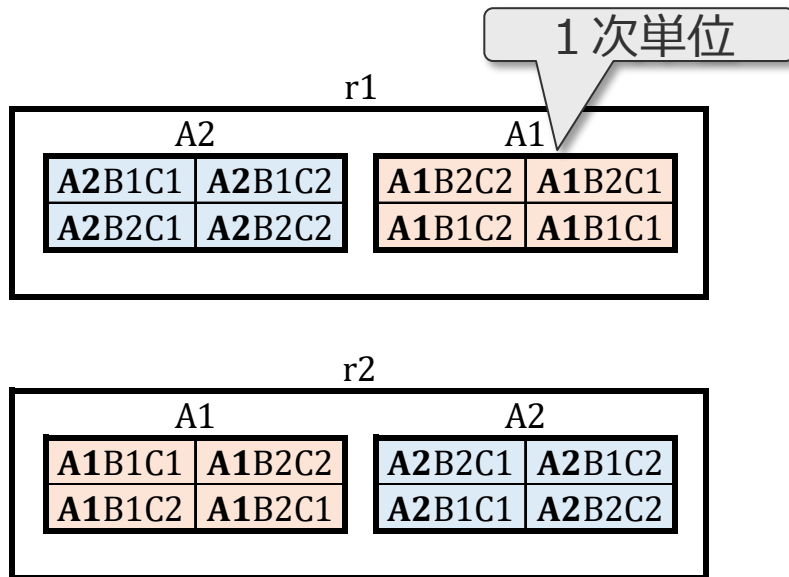 1次単位
r1
A2 A1
A2B1C1 A2B1C2 A1B2C2 A1B2C1
A2B2C1 A2B2C2 A1B1C2 A1B1C1
r2
A1 A2
A1B1C1 A1B2C2 A2B2C1 A2B1C2
A1B1C2 A1B2C1 A2B1C1 A2B2C2